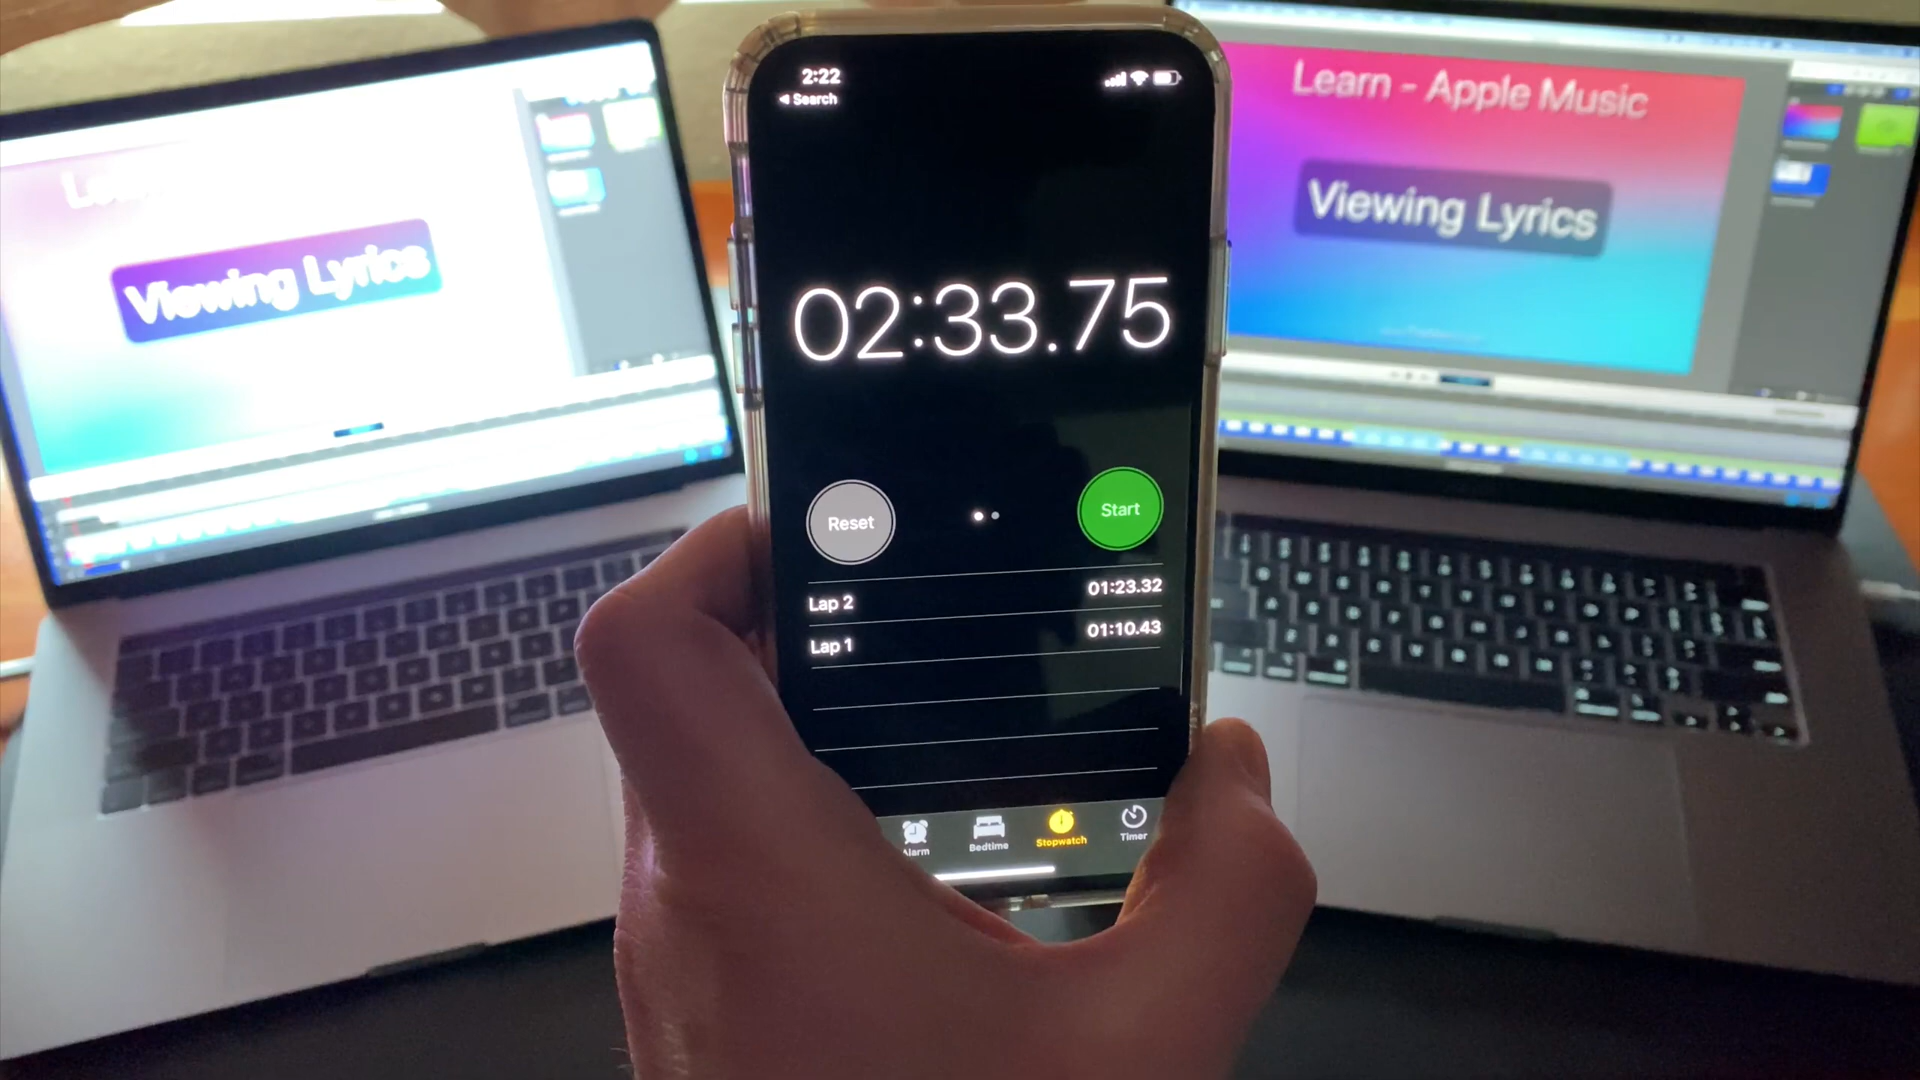 2:22
◀ Search
02:33.75
Reset
Start
Lap 2 01:23.32
Lap 1 01:10.43
Alarm
Bedtime
Stopwatch
Timer
Viewing Lyrics
Learn - Apple Music
Viewing Lyrics